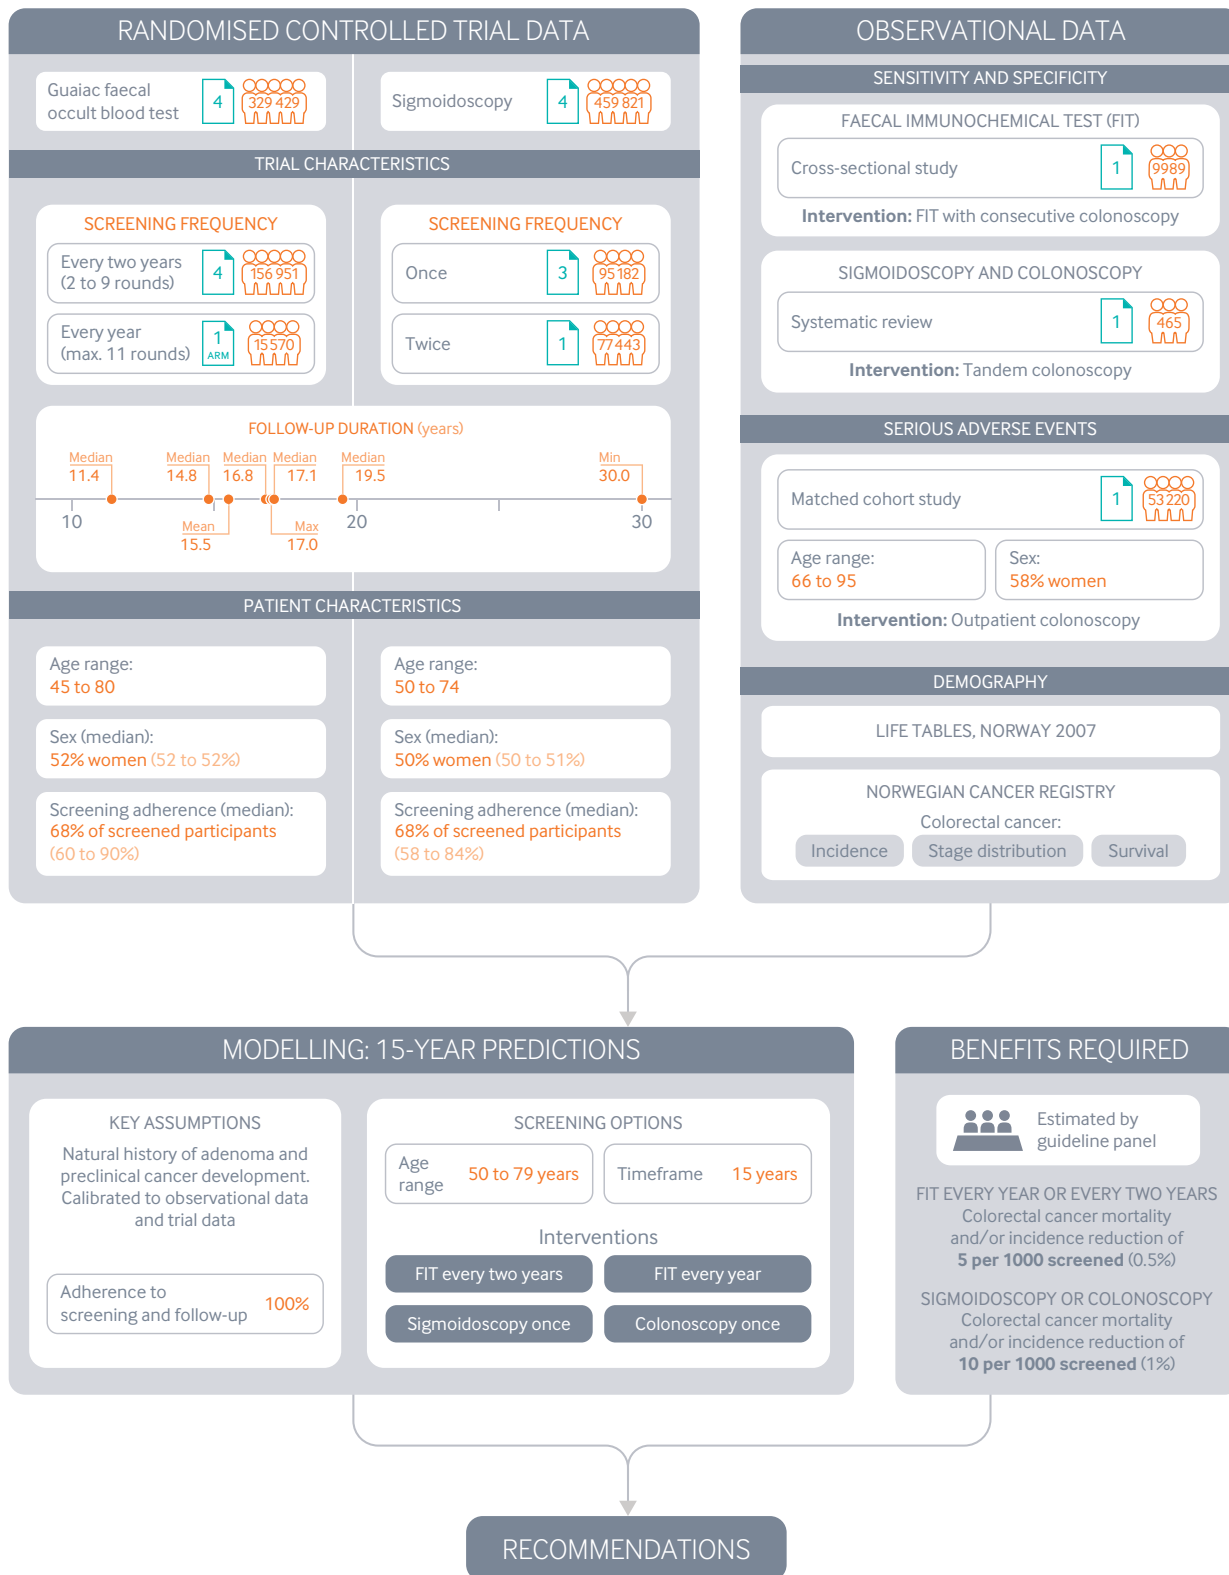 RANDOMISED CONTROLLED TRIAL DATA
Guaiac faecal
occult blood test
4
329 429
Sigmoidoscopy
4
459 821
TRIAL CHARACTERISTICS
SCREENING FREQUENCY
Every two years
(2 to 9 rounds)
4
156 951
Every year
(max. 11 rounds)
1
ARM
15 570
SCREENING FREQUENCY
Once
3
95 182
Twice
1
77 443
FOLLOW-UP DURATION (years)
Median
11.4
Median
14.8
Median
16.8
Median
17.1
Median
19.5
Min
30.0
10
20
30
Mean
15.5
Max
17.0
PATIENT CHARACTERISTICS
Age range:
45 to 80
Sex (median):
52% women (52 to 52%)
Screening adherence (median):
68% of screened participants
(60 to 90%)
Age range:
50 to 74
Sex (median):
50% women (50 to 51%)
Screening adherence (median):
68% of screened participants
(58 to 84%)
OBSERVATIONAL DATA
SENSITIVITY AND SPECIFICITY
FAECAL IMMUNOCHEMICAL TEST (FIT)
Cross-sectional study
1
9989
Intervention: FIT with consecutive colonoscopy
SIGMOIDOSCOPY AND COLONOSCOPY
Systematic review
1
465
Intervention: Tandem colonoscopy
SERIOUS ADVERSE EVENTS
Matched cohort study
1
53 220
Age range:
66 to 95
Sex:
58% women
Intervention: Outpatient colonoscopy
DEMOGRAPHY
LIFE TABLES, NORWAY 2007
NORWEGIAN CANCER REGISTRY
Colorectal cancer:
Incidence
Stage distribution
Survival
MODELLING: 15-YEAR PREDICTIONS
KEY ASSUMPTIONS
Natural history of adenoma and
preclinical cancer development.
Calibrated to observational data
and trial data
Adherence to
screening and follow-up
100%
SCREENING OPTIONS
Age
range
50 to 79 years
Timeframe
15 years
Interventions
FIT every two years
FIT every year
Sigmoidoscopy once
Colonoscopy once
BENEFITS REQUIRED
Estimated by
guideline panel
FIT EVERY YEAR OR EVERY TWO YEARS
Colorectal cancer mortality
and/or incidence reduction of
5 per 1000 screened (0.5%)
SIGMOIDOSCOPY OR COLONOSCOPY
Colorectal cancer mortality
and/or incidence reduction of
10 per 1000 screened (1%)
RECOMMENDATIONS